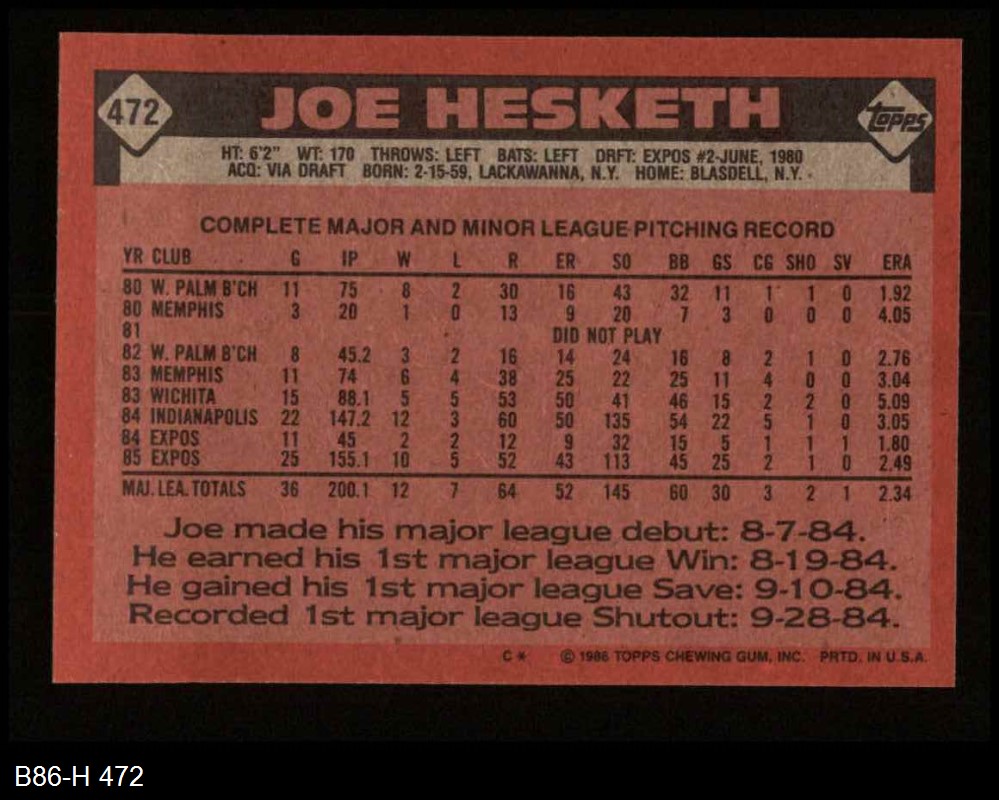 472 JOE HESKETH Topps
HT: 6'2" WT: 170 THROWS: LEFT BATS: LEFT DRFT: EXPOS #2-JUNE, 1980
ACQ: VIA DRAFT BORN: 2-15-59, LACKAWANNA, N.Y. HOME: BLASDELL, N.Y.
COMPLETE MAJOR AND MINOR LEAGUE PITCHING RECORD
YR CLUB G IP W L R ER SO BB GS CG SHO SV ERA
80 W. PALM B'CH 11 75 8 2 30 16 43 32 11 1 1 0 1.92
80 MEMPHIS 3 20 1 0 13 9 20 7 3 0 0 0 4.05
81 DID NOT PLAY
82 W. PALM B'CH 8 45.2 3 2 16 14 24 16 8 2 1 0 2.76
83 MEMPHIS 11 74 6 4 38 25 22 25 11 4 0 0 3.04
83 WICHITA 15 88.1 5 5 53 50 41 46 15 2 2 0 5.09
84 INDIANAPOLIS 22 147.2 12 3 60 50 135 54 22 5 1 0 3.05
84 EXPOS 11 45 2 2 12 9 32 15 5 1 1 1 1.80
85 EXPOS 25 155.1 10 5 52 43 113 45 25 2 1 0 2.49
MAJ. LEA. TOTALS 36 200.1 12 7 64 52 145 60 30 3 2 1 2.34
Joe made his major league debut: 8-7-84.
He earned his 1st major league Win: 8-19-84.
He gained his 1st major league Save: 9-10-84.
Recorded 1st major league Shutout: 9-28-84.
C* © 1986 TOPPS CHEWING GUM, INC. PRTD. IN U.S.A.
B86-H 472